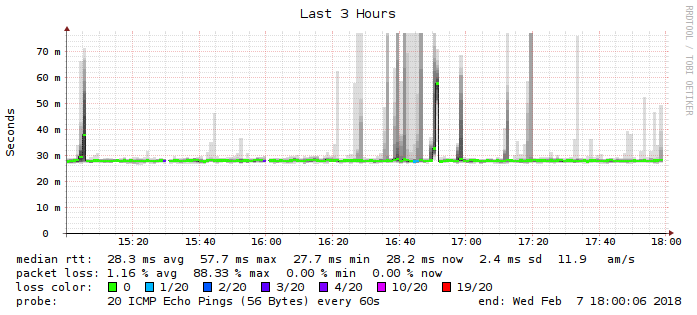 Last 3 Hours
RRDTOOL / TOBI OETIKER
Seconds
70 m
60 m
50 m
40 m
30 m
20 m
10 m
0
15:20 15:40 16:00 16:20 16:40 17:00 17:20 17:40 18:00
median rtt: 28.3 ms avg 57.7 ms max 27.7 ms min 28.2 ms now 2.4 ms sd 11.9 am/s
packet loss: 1.16 % avg 88.33 % max 0.00 % min 0.00 % now
loss color: 0 1/20 2/20 3/20 4/20 10/20 19/20
probe: 20 ICMP Echo Pings (56 Bytes) every 60s end: Wed Feb 7 18:00:06 2018